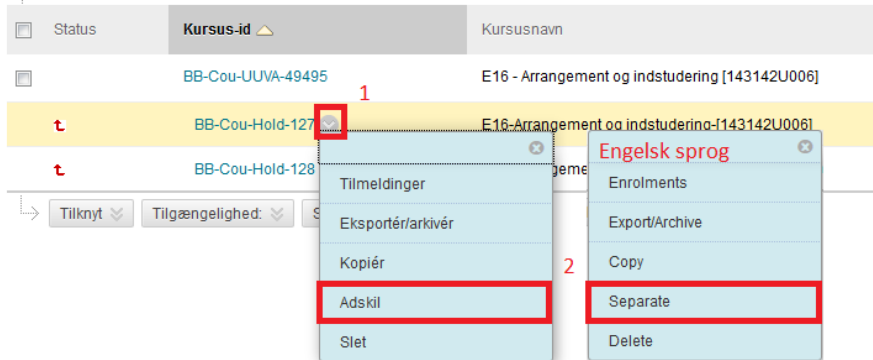 Status Kursus-id Kursusnavn
BB-Cou-UUVA-49495 E16 - Arrangement og indstudering [143142U006]
1
BB-Cou-Hold-127 E16-Arrangement og indstudering-[143142U006]
BB-Cou-Hold-128
Tilknyt Tilgængelighed:
Tilmeldinger
Eksportér/arkivér
Kopiér
Adskil
Slet
2
Engelsk sprog
Enrolments
Export/Archive
Copy
Separate
Delete